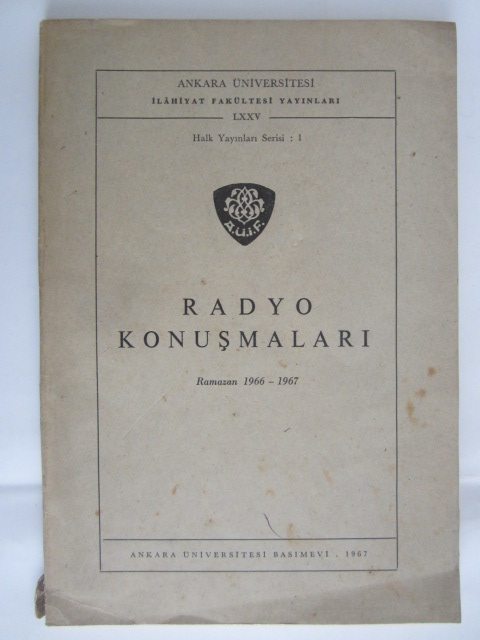 ANKARA ÜNİVERSİTESİ
İLÂHİYAT FAKÜLTESİ YAYINLARI
LXXV
Halk Yayınları Serisi : 1
A.Ü.İ.F.
RADYO
KONUŞMALARI
Ramazan 1966 – 1967
ANKARA ÜNİVERSİTESİ BASIMEVİ . 1967